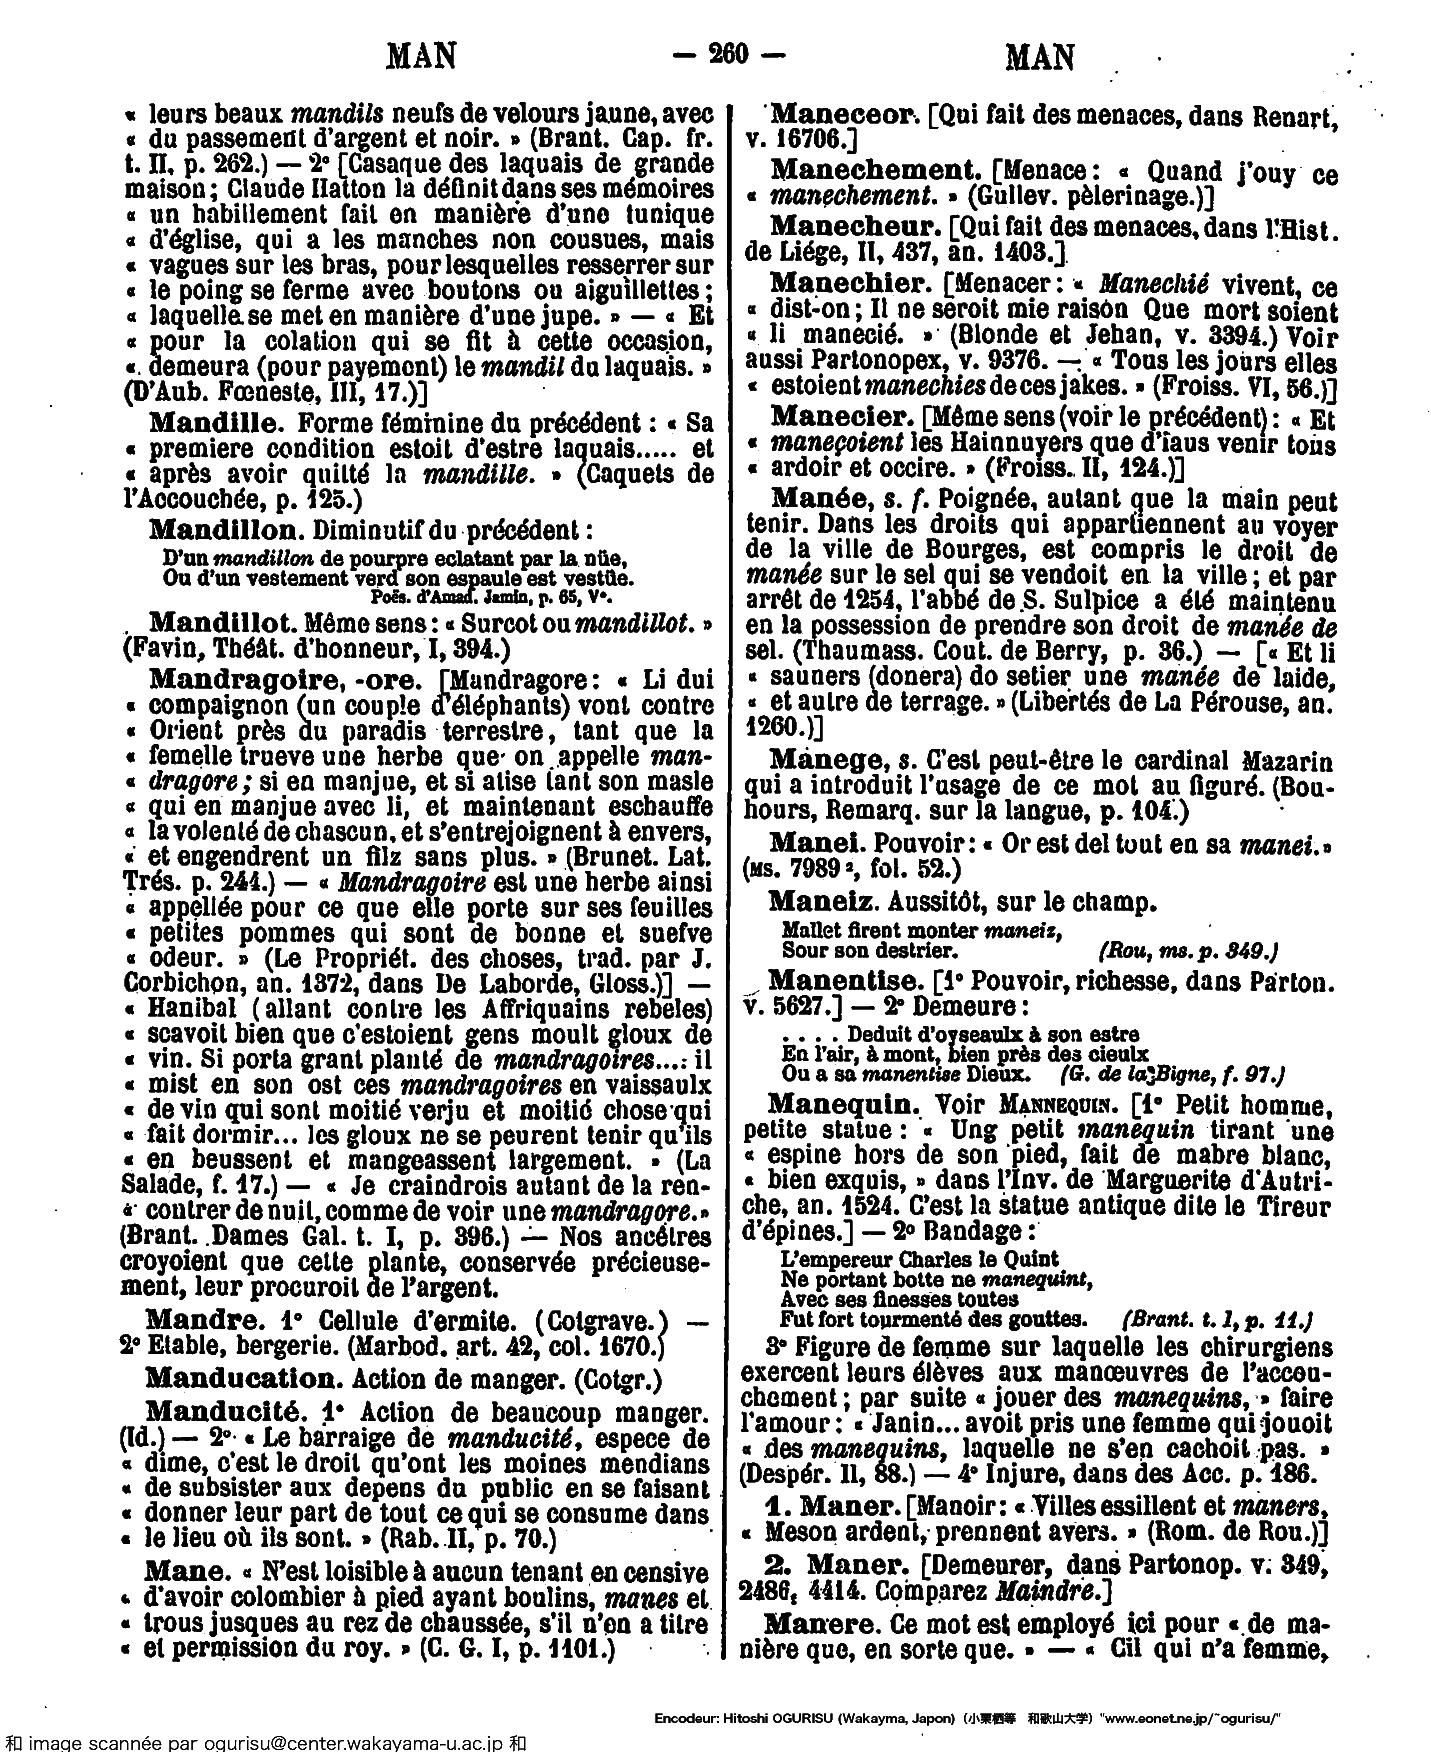 MAN — 260 — MAN
« leurs beaux mandils neufs de velours jaune, avec
« du passement d'argent et noir. » (Brant. Cap. fr.
t. II, p. 262.) — 2° [Casaque des laquais de grande
maison ; Claude Hatton la définit dans ses mémoires
« un habillement fait en manière d'une tunique
« d'église, qui a les manches non cousues, mais
« vagues sur les bras, pour lesquelles resserrer sur
« le poing se ferme avec boutons ou aiguillettes ;
« laquelle se met en manière d'une jupe. » — « Et
« pour la colation qui se fit à cette occasion,
« demeura (pour payement) le mandil du laquais. »
(D'Aub. Fœneste, III, 17.)]
Mandille. Forme féminine du précédent : « Sa
« premiere condition estoit d'estre laquais..... et
« après avoir quitté la mandille. » (Caquets de
l'Accouchée, p. 125.)
Mandillon. Diminutif du précédent :
D'un mandillon de pourpre eclatant par la nüe,
Ou d'un vestement verd son espaule est vestüe.
Poës. d'Amad. Jamin, p. 65, V°.
Mandillot. Même sens : « Surcot ou mandillot. »
(Favin, Théât. d'honneur, I, 394.)
Mandragoire, -ore. [Mandragore : « Li dui
« compaignon (un couple d'éléphants) vont contre
« Orient près du paradis terrestre, tant que la
« femelle trueve une herbe que on appelle man-
« dragore ; si en manjue, et si atise tant son masle
« qui en manjue avec li, et maintenant eschauffe
« la volenté de chascun, et s'entrejoignent à envers,
« et engendrent un filz sans plus. » (Brunet. Lat.
Trés. p. 244.) — « Mandragoire est une herbe ainsi
« appellée pour ce que elle porte sur ses feuilles
« petites pommes qui sont de bonne et suefve
« odeur. » (Le Propriét. des choses, trad. par J.
Corbichon, an. 1372, dans De Laborde, Gloss.)] —
« Hanibal (allant contre les Affriquains rebeles)
« scavoit bien que c'estoient gens moult gloux de
« vin. Si porta grant planté de mandragoires...: il
« mist en son ost ces mandragoires en vaissaulx
« de vin qui sont moitié verju et moitié chose qui
« fait dormir... les gloux ne se peurent tenir qu'ils
« en beussent et mangeassent largement. » (La
Salade, f. 17.) — « Je craindrois autant de la ren-
« contrer de nuit, comme de voir une mandragore. »
(Brant. Dames Gal. t. I, p. 396.) — Nos ancêtres
croyoient que cette plante, conservée précieuse-
ment, leur procuroit de l'argent.
Mandre. 1° Cellule d'ermite. (Cotgrave.) —
2° Etable, bergerie. (Marbod. art. 42, col. 1670.)
Manducation. Action de manger. (Cotgr.)
Manducité. 1° Action de beaucoup manger.
(Id.) — 2° « Le barraige de manducité, espece de
« dime, c'est le droit qu'ont les moines mendians
« de subsister aux depens du public en se faisant
« donner leur part de tout ce qui se consume dans
« le lieu où ils sont. » (Rab. II, p. 70.)
Mane. « N'est loisible à aucun tenant en censive
« d'avoir colombier à pied ayant boulins, manes et
« trous jusques au rez de chaussée, s'il n'en a titre
« et permission du roy. » (C. G. I, p. 1101.)
Maneceor. [Qui fait des menaces, dans Renart,
v. 16706.]
Manechement. [Menace : « Quand j'ouy ce
« manechement. » (Gullev. pèlerinage.)]
Manecheur. [Qui fait des menaces, dans l'Hist.
de Liége, II, 437, an. 1403.]
Manechier. [Menacer : « Manechié vivent, ce
« dist-on ; Il ne seroit mie raison Que mort soient
« li manecié. » (Blonde et Jehan, v. 3394.) Voir
aussi Partonopex, v. 9376. — « Tous les jours elles
« estoient manechies de ces jakes. » (Froiss. VI, 56.)]
Manecier. [Même sens (voir le précédent) : « Et
« maneçoient les Hainnuyers que d'iaus venir tous
« ardoir et occire. » (Froiss. II, 124.)]
Manée, s. f. Poignée, autant que la main peut
tenir. Dans les droits qui appartiennent au voyer
de la ville de Bourges, est compris le droit de
manée sur le sel qui se vendoit en la ville ; et par
arrêt de 1254, l'abbé de S. Sulpice a été maintenu
en la possession de prendre son droit de manée de
sel. (Thaumass. Cout. de Berry, p. 36.) — [« Et li
« sauners (donera) do setier une manée de laide,
« et autre de terrage. » (Libertés de La Pérouse, an.
1260.)]
Manege, s. C'est peut-être le cardinal Mazarin
qui a introduit l'usage de ce mot au figuré. (Bou-
hours, Remarq. sur la langue, p. 104.)
Manei. Pouvoir : « Or est del tout en sa manei. »
(MS. 7989 ², fol. 52.)
Maneiz. Aussitôt, sur le champ.
Mallet firent monter maneiz,
Sour son destrier. (Rou, ms. p. 349.)
Manentise. [1° Pouvoir, richesse, dans Parton.
v. 5627.] — 2° Demeure :
. . . . Deduit d'oyseaulx à son estre
En l'air, à mont, bien près des cieulx
Ou a sa manentise Dieux. (G. de la Bigne, f. 97.)
Manequin. Voir MANNEQUIN. [1° Petit homme,
petite statue : « Ung petit manequin tirant une
« espine hors de son pied, fait de mabre blanc,
« bien exquis, » dans l'Inv. de Marguerite d'Autri-
che, an. 1524. C'est la statue antique dite le Tireur
d'épines.] — 2° Bandage :
L'empereur Charles le Quint
Ne portant botte ne manequint,
Avec ses finesses toutes
Fut fort tourmenté des gouttes. (Brant. t. I, p. 11.)
3° Figure de femme sur laquelle les chirurgiens
exercent leurs élèves aux manœuvres de l'accou-
chement ; par suite « jouer des manequins, » faire
l'amour : « Janin... avoit pris une femme qui jouoit
« des manequins, laquelle ne s'en cachoit pas. »
(Despér. II, 88.) — 4° Injure, dans des Acc. p. 186.
1. Maner. [Manoir : « Villes essillent et maners,
« Meson ardent, prennent avers. » (Rom. de Rou.)]
2. Maner. [Demeurer, dans Partonop. v. 349,
2486, 4414. Comparez Maindre.]
Manere. Ce mot est employé ici pour « de ma-
nière que, en sorte que. » — « Cil qui n'a femme,
Encodeur: Hitoshi OGURISU (Wakayma, Japon) (小栗栖等 和歌山大学) "www.eonet.ne.jp/~ogurisu/"
和 image scannée par ogurisu@center.wakayama-u.ac.jp 和